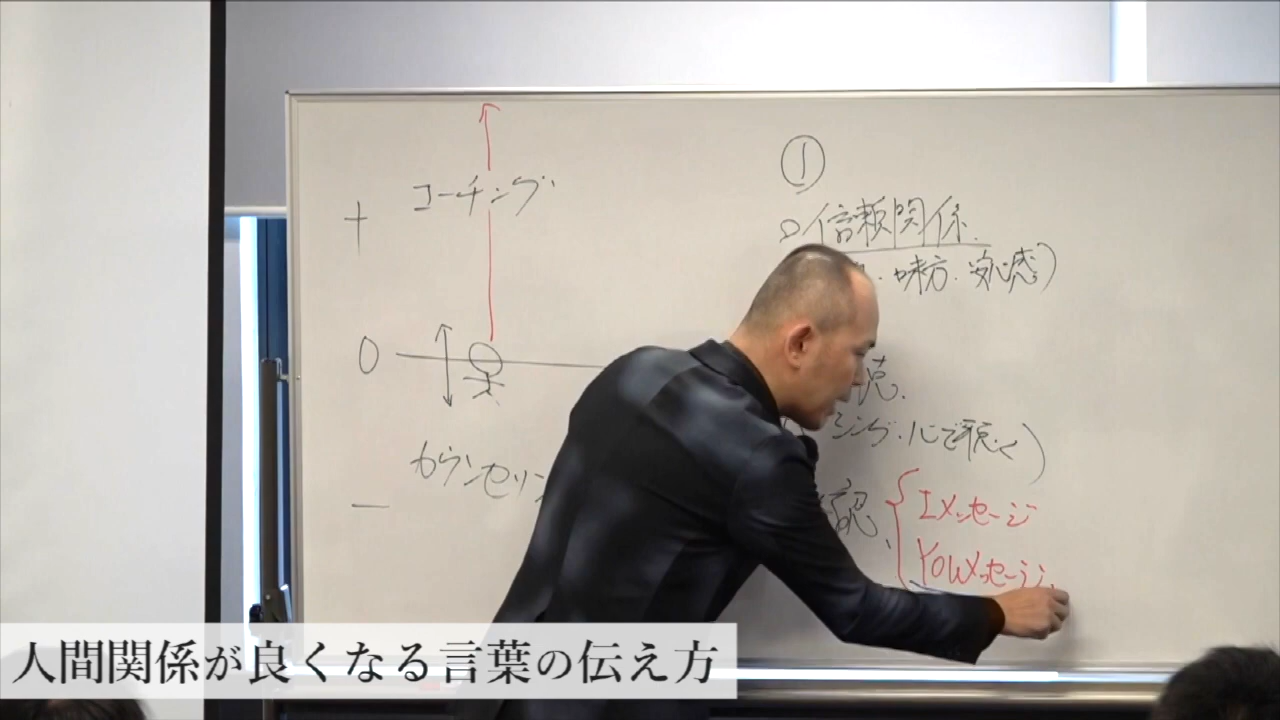 コーチング
+
0
カウンセリン
−
①
信頼関係
・味方・安心感)
聴
シング・心で聴く)
認
Iメッセージ
YOUメッセージ
人間関係が良くなる言葉の伝え方